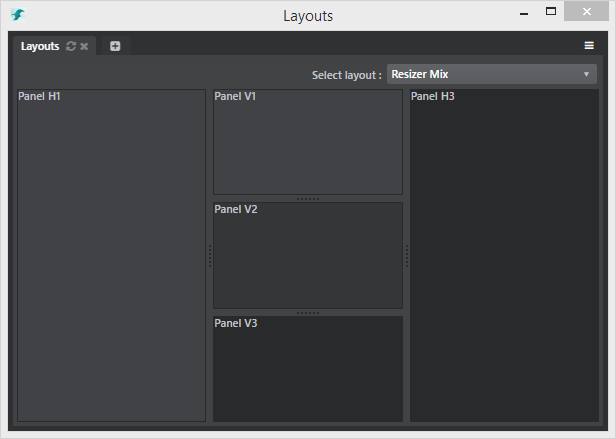 Layouts
Layouts
Select layout : Resizer Mix
Panel H1
Panel V1
Panel H3
Panel V2
Panel V3